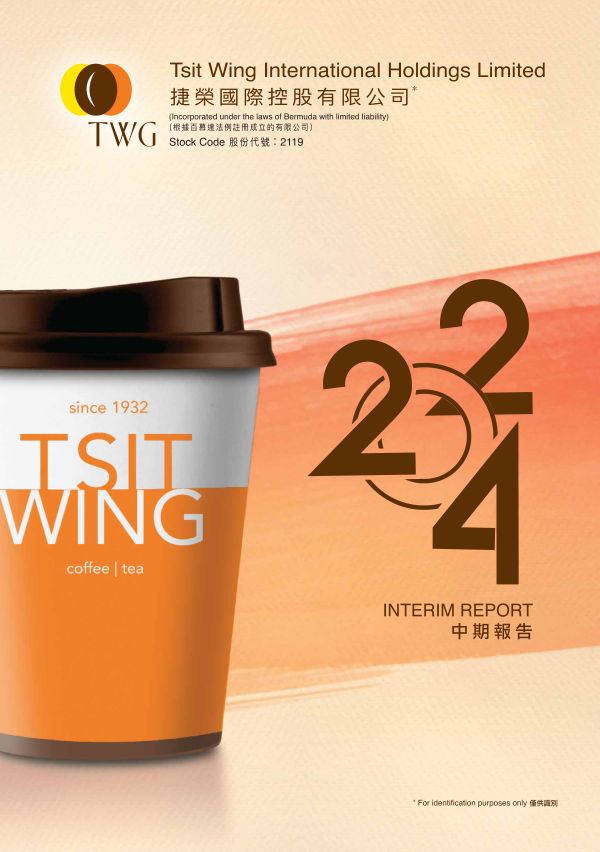 Tsit Wing International Holdings Limited
捷榮國際控股有限公司*
(Incorporated under the laws of Bermuda with limited liability)
(根據百慕達法例註冊成立的有限公司)
Stock Code 股份代號：2119
TWG
since 1932
TSIT
WING
coffee | tea
2024
INTERIM REPORT
中期報告
* For identification purposes only 僅供識別